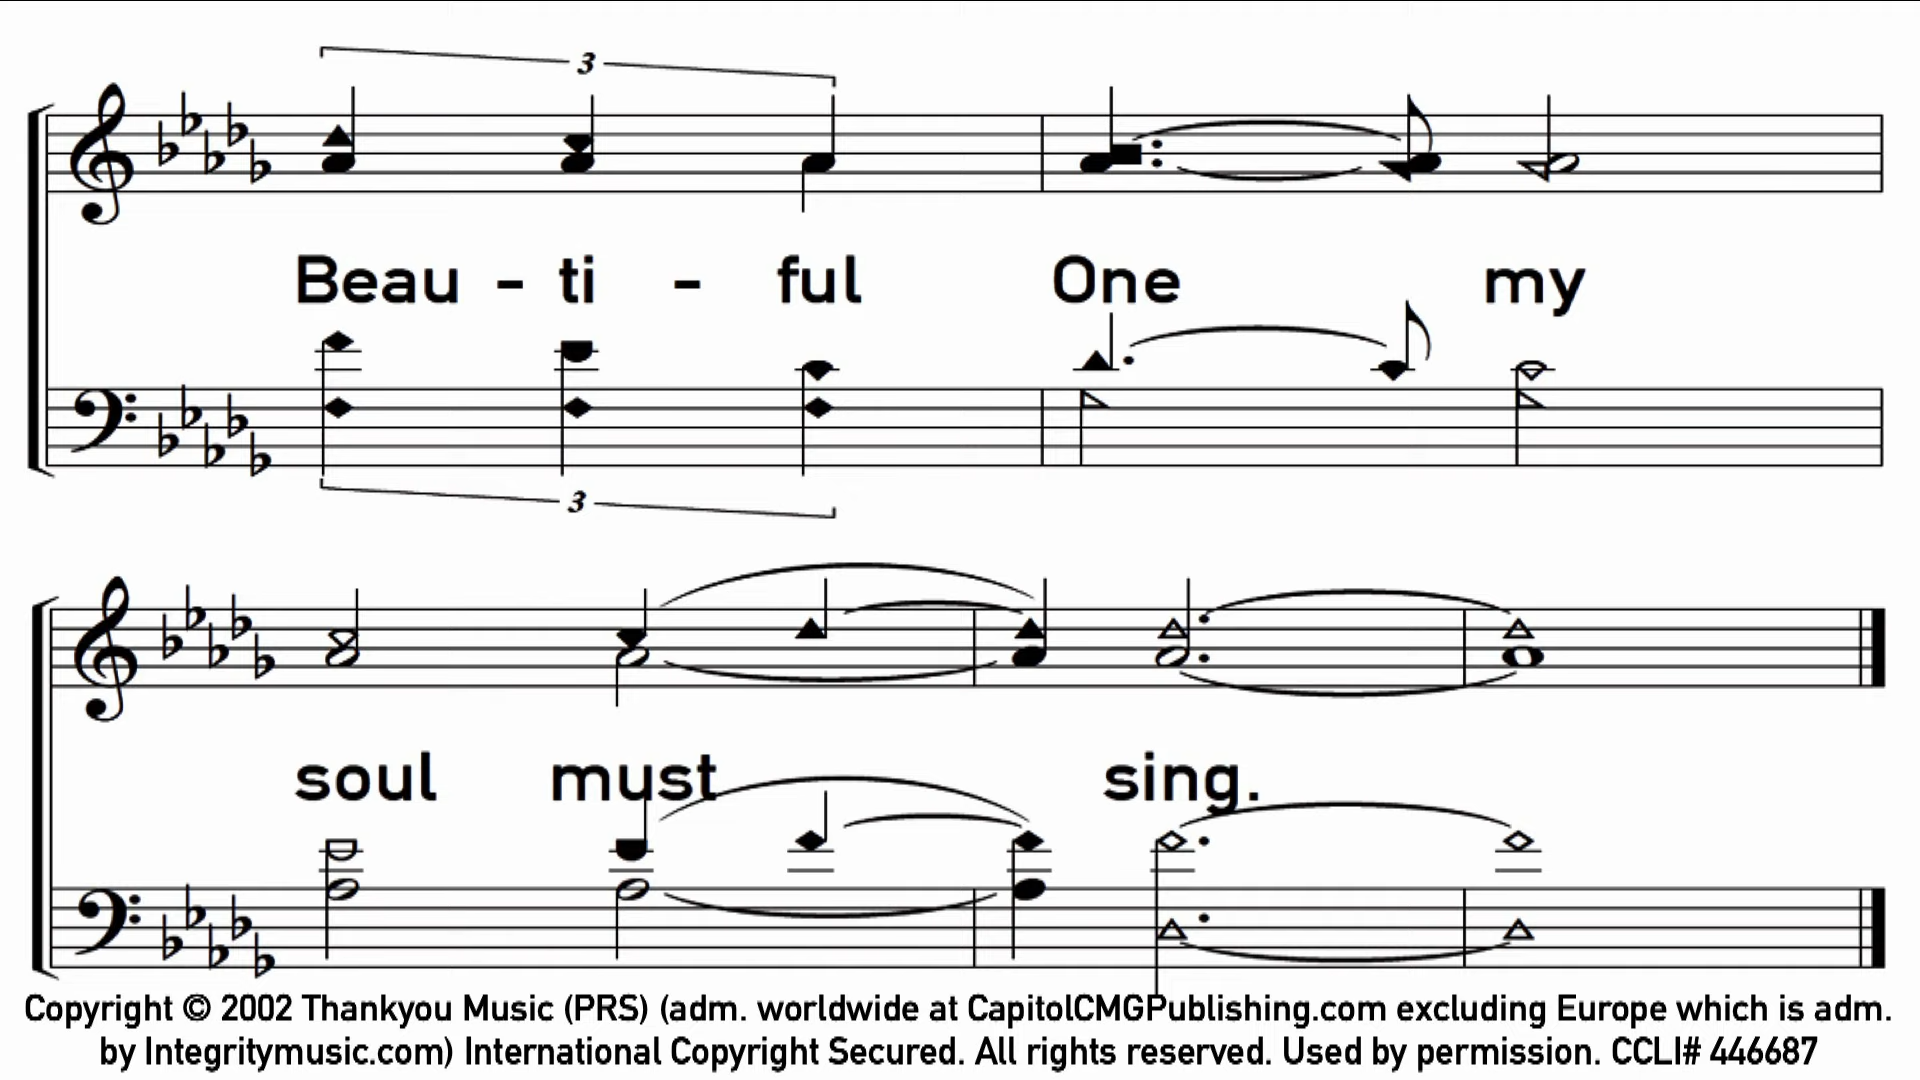 3
Beau - ti - ful One my
3
soul must sing.
Copyright © 2002 Thankyou Music (PRS) (adm. worldwide at CapitolCMGPublishing.com excluding Europe which is adm.
by Integritymusic.com) International Copyright Secured. All rights reserved. Used by permission. CCLI# 446687